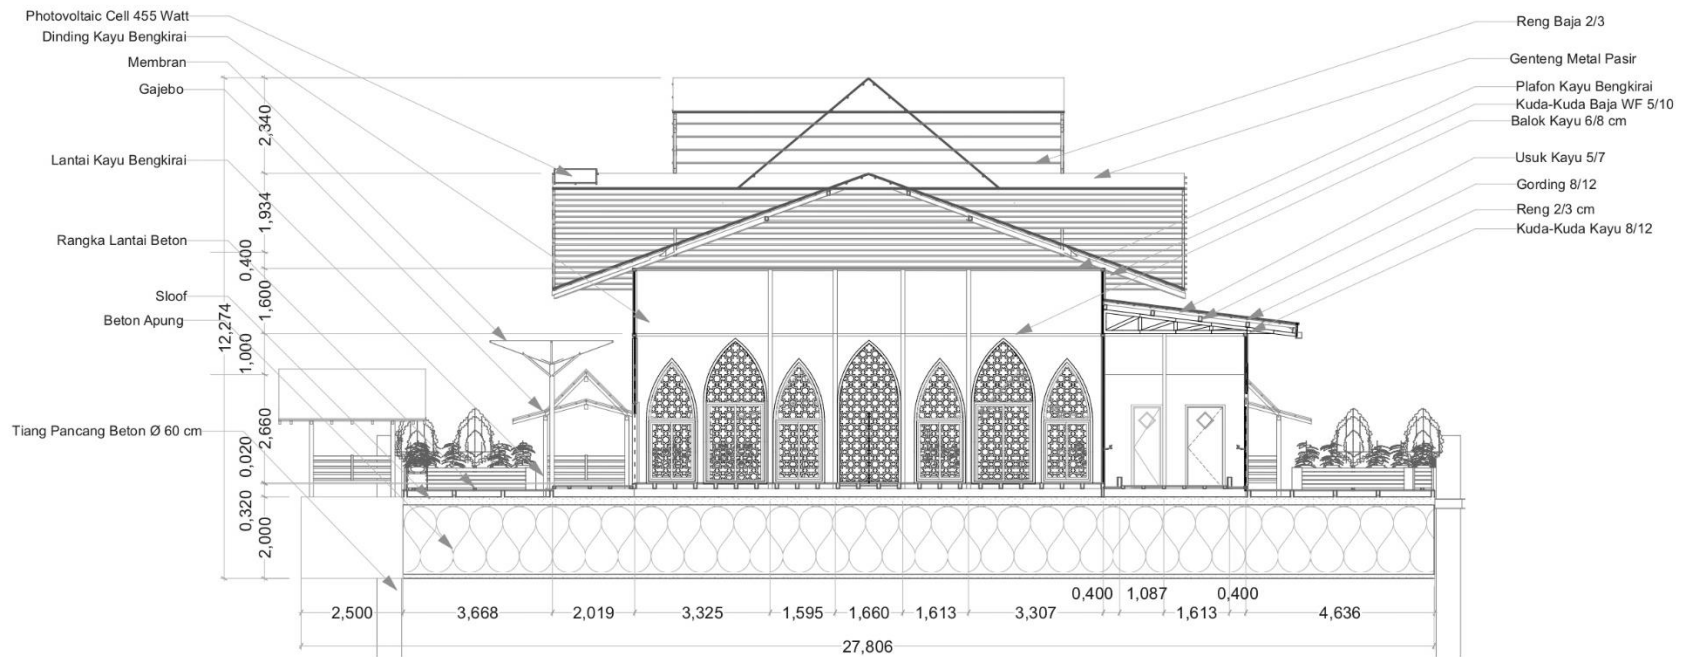 Photovoltaic Cell 455 Watt
Dinding Kayu Bengkirai
Membran
Gajebo
Lantai Kayu Bengkirai
Rangka Lantai Beton
Sloof
Beton Apung
Tiang Pancang Beton Ø 60 cm
Reng Baja 2/3
Genteng Metal Pasir
Plafon Kayu Bengkirai
Kuda-Kuda Baja WF 5/10
Balok Kayu 6/8 cm
Usuk Kayu 5/7
Gording 8/12
Reng 2/3 cm
Kuda-Kuda Kayu 8/12
12,274
2,340
1,934
0,400
1,600
1,000
2,660
0,020
0,320
2,000
0,400 1,087 0,400
2,500 3,668 2,019 3,325 1,595 1,660 1,613 3,307 1,613 4,636
27,806